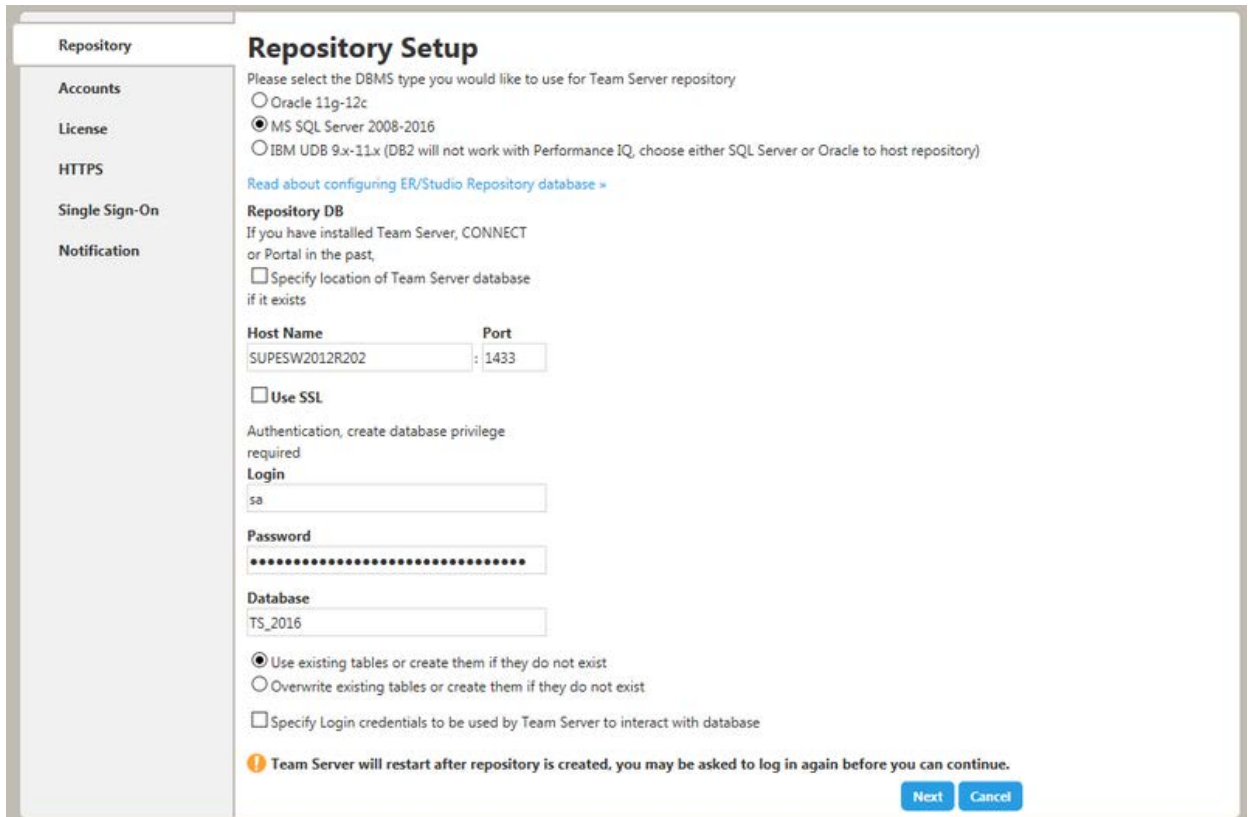 Repository
Accounts
License
HTTPS
Single Sign-On
Notification
Repository Setup
Please select the DBMS type you would like to use for Team Server repository
Oracle 11g-12c
MS SQL Server 2008-2016
IBM UDB 9.x-11.x (DB2 will not work with Performance IQ, choose either SQL Server or Oracle to host repository)
Read about configuring ER/Studio Repository database »
Repository DB
If you have installed Team Server, CONNECT
or Portal in the past,
Specify location of Team Server database
if it exists
Host Name Port
SUPESW2012R202 : 1433
Use SSL
Authentication, create database privilege
required
Login
sa
Password
Database
TS_2016
Use existing tables or create them if they do not exist
Overwrite existing tables or create them if they do not exist
Specify Login credentials to be used by Team Server to interact with database
Team Server will restart after repository is created, you may be asked to log in again before you can continue.
Next Cancel